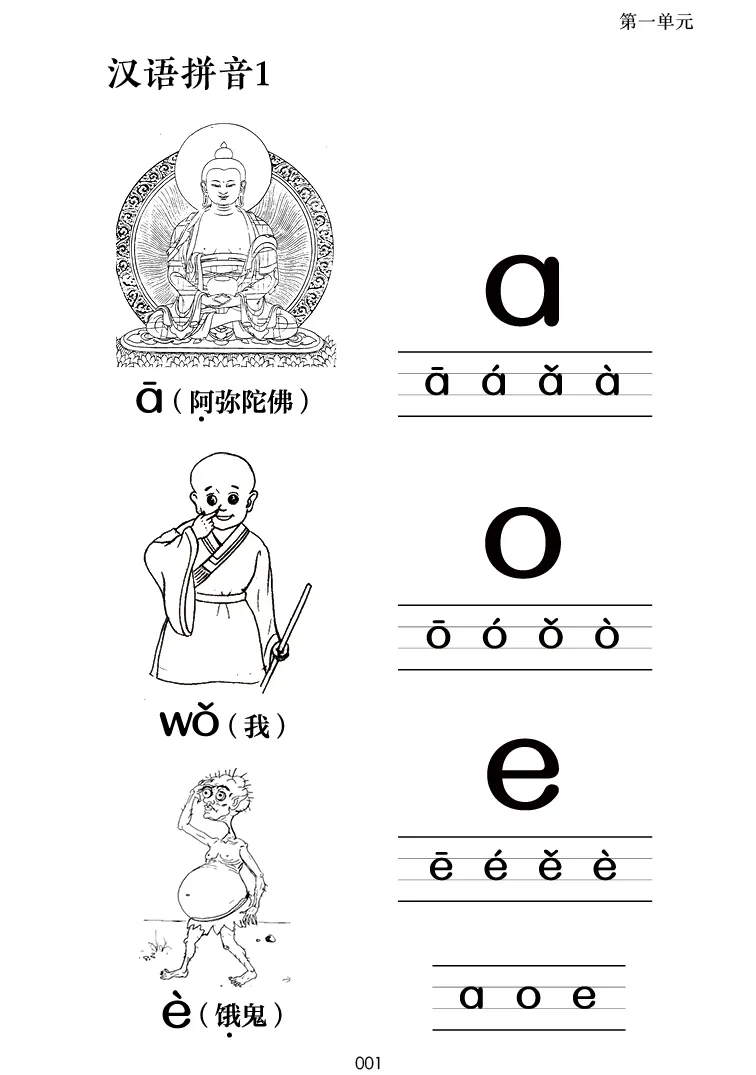 第一单元
汉语拼音1
ɑ
ā á ǎ à
ā（阿弥陀佛）
o
ō ó ǒ ò
wǒ（我）
e
ē é ě è
è（饿鬼）
ɑ o e
001